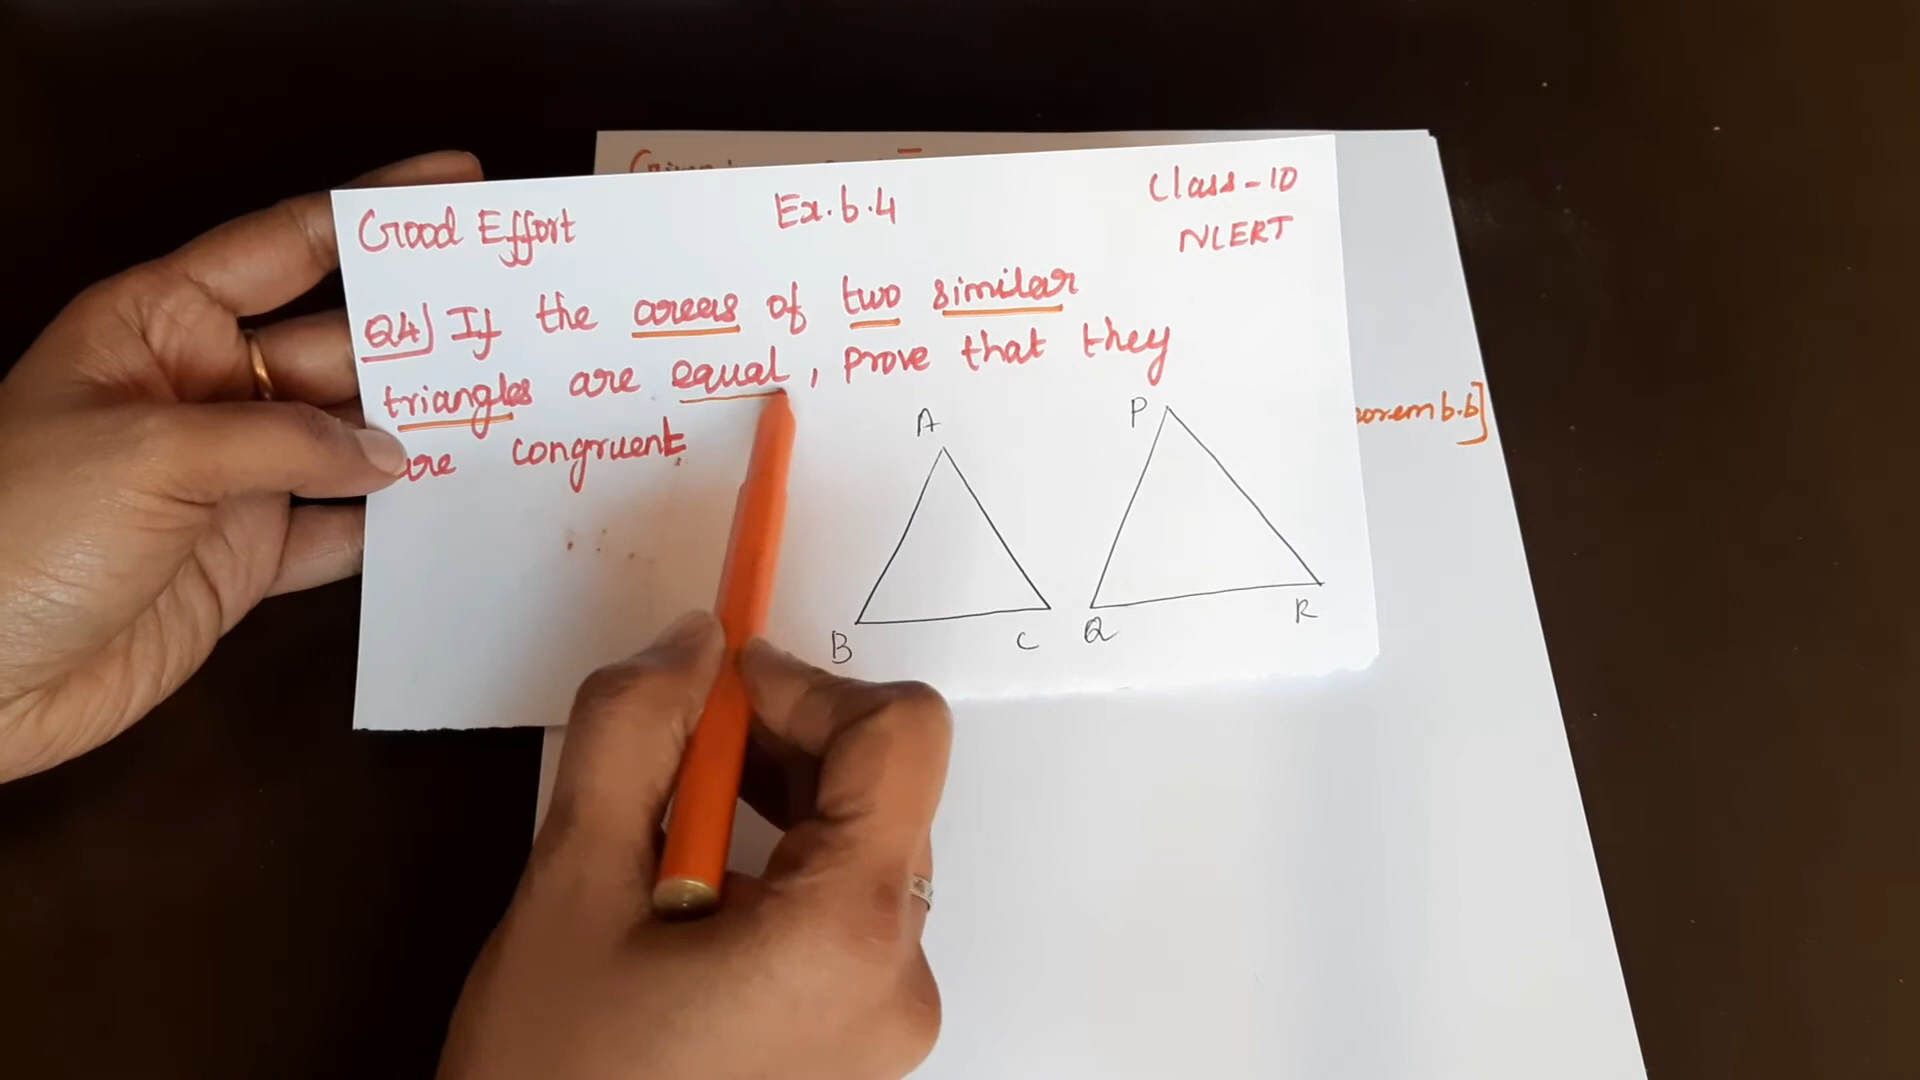 Good Effort Ex.6.4 Class-10
NCERT
Q4] If the areas of two similar
triangles are equal, prove that they
are congruent
A
P
B
C
Q
R
orem 6.6]